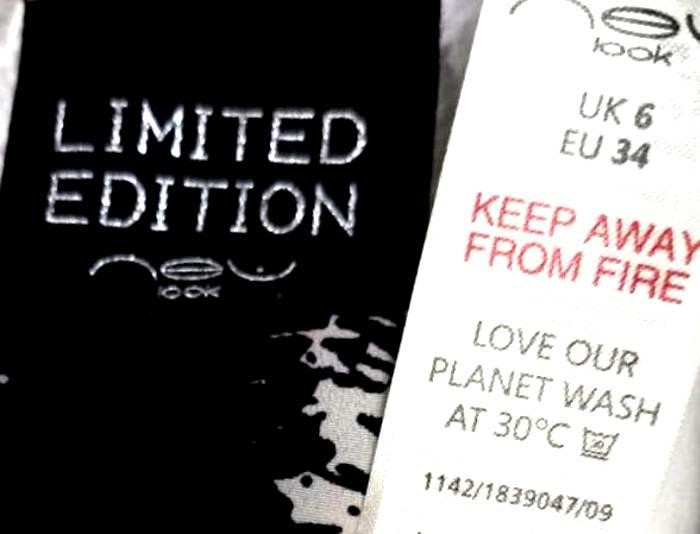 LIMITED
EDITION
new
look
look
UK 6
EU 34
KEEP AWAY
FROM FIRE
LOVE OUR
PLANET WASH
AT 30°C 30
1142/1839047/09